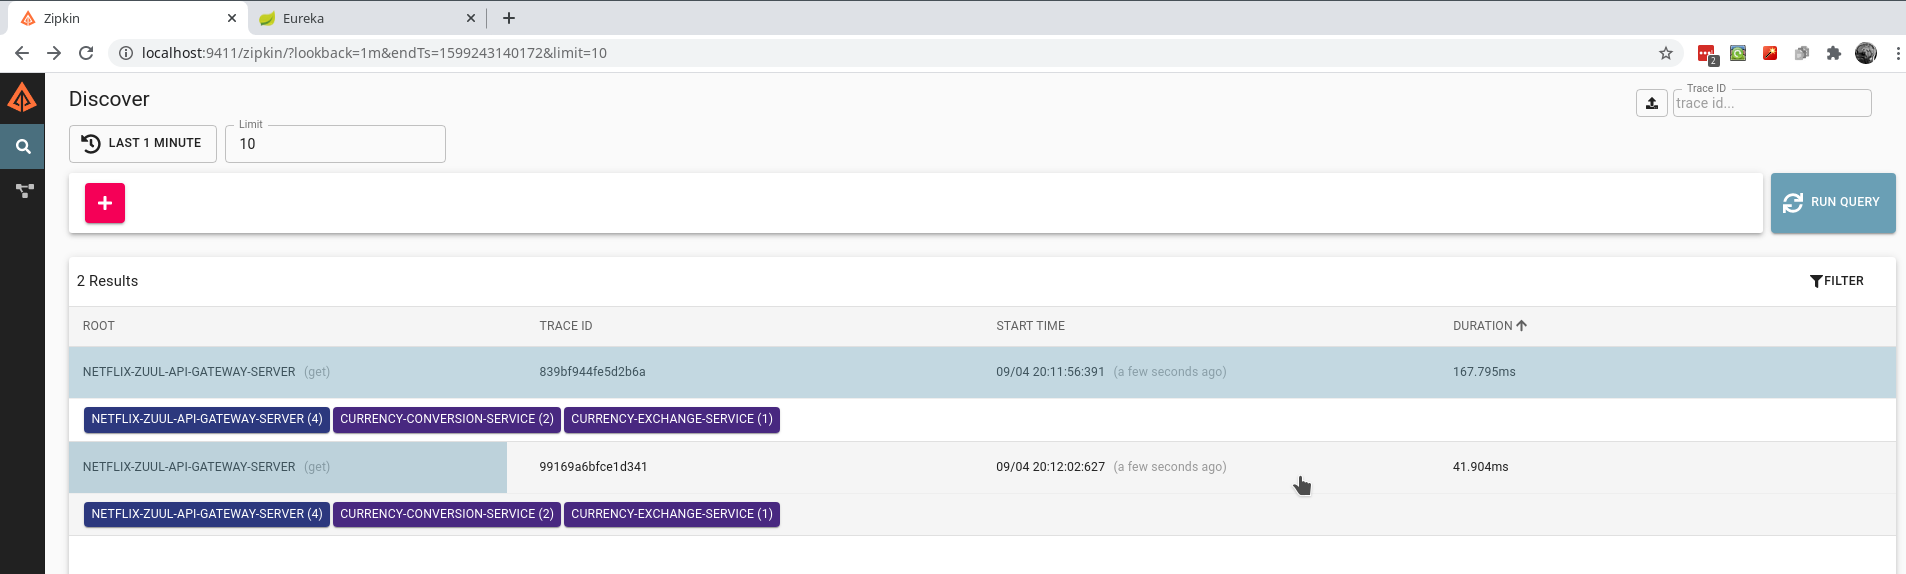 Zipkin
Eureka
localhost:9411/zipkin/?lookback=1m&endTs=1599243140172&limit=10
2
Discover
Trace ID
trace id...
LAST 1 MINUTE
Limit
10
RUN QUERY
2 Results
FILTER
ROOT TRACE ID START TIME DURATION
NETFLIX-ZUUL-API-GATEWAY-SERVER (get) 839bf944fe5d2b6a 09/04 20:11:56:391 (a few seconds ago) 167.795ms
NETFLIX-ZUUL-API-GATEWAY-SERVER (4) CURRENCY-CONVERSION-SERVICE (2) CURRENCY-EXCHANGE-SERVICE (1)
NETFLIX-ZUUL-API-GATEWAY-SERVER (get) 99169a6bfce1d341 09/04 20:12:02:627 (a few seconds ago) 41.904ms
NETFLIX-ZUUL-API-GATEWAY-SERVER (4) CURRENCY-CONVERSION-SERVICE (2) CURRENCY-EXCHANGE-SERVICE (1)